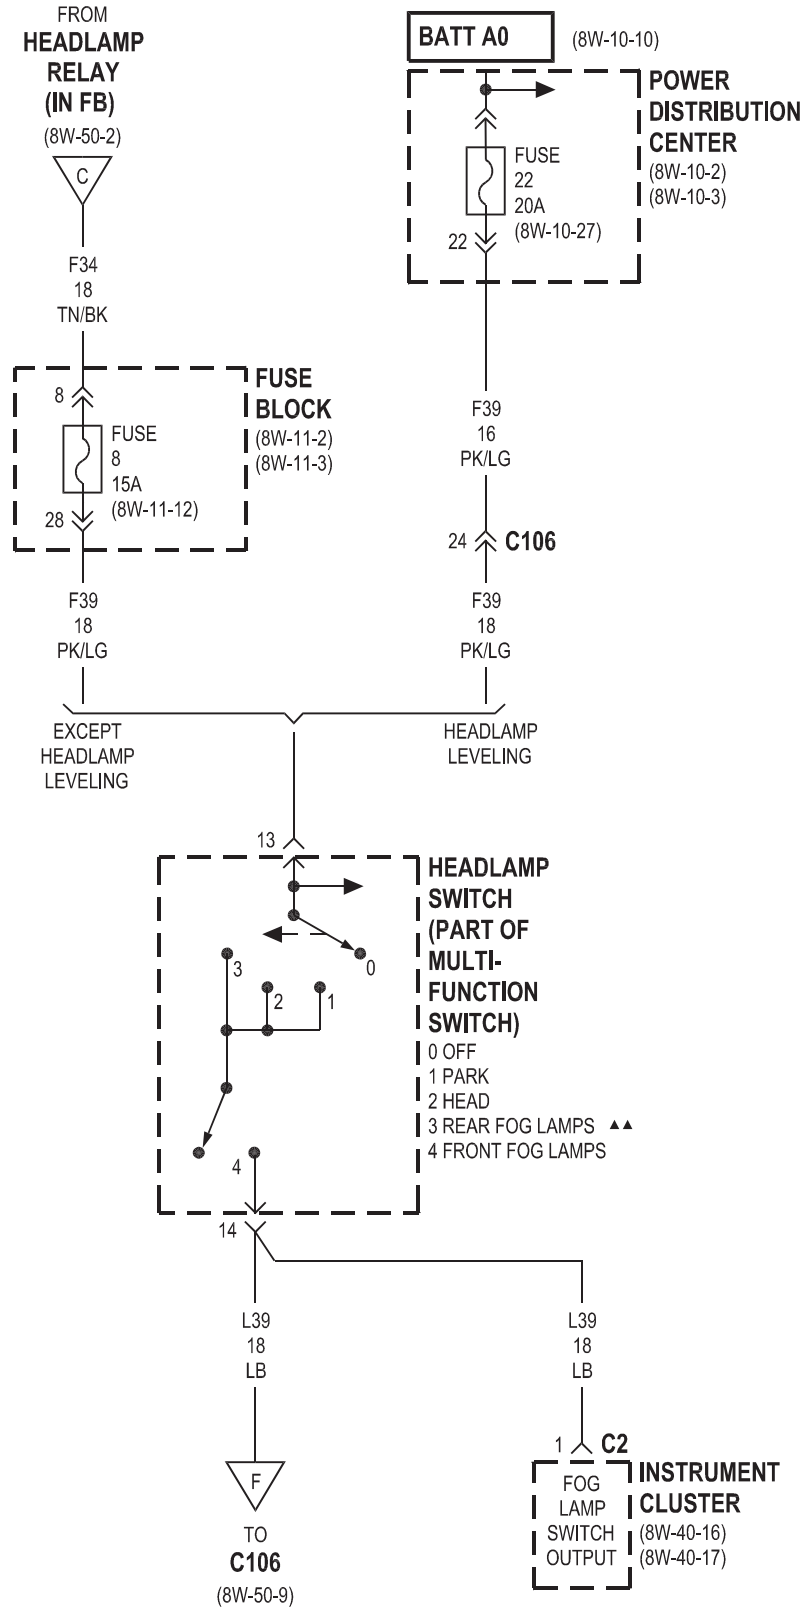 FROM
HEADLAMP
RELAY
(IN FB)
(8W-50-2)
C
F34
18
TN/BK
8
FUSE
8
15A
(8W-11-12)
28
FUSE
BLOCK
(8W-11-2)
(8W-11-3)
F39
18
PK/LG
EXCEPT
HEADLAMP
LEVELING
BATT A0
(8W-10-10)
POWER
DISTRIBUTION
CENTER
(8W-10-2)
(8W-10-3)
FUSE
22
20A
(8W-10-27)
22
F39
16
PK/LG
24
C106
F39
18
PK/LG
HEADLAMP
LEVELING
13
HEADLAMP
SWITCH
(PART OF
MULTI-
FUNCTION
SWITCH)
0 OFF
1 PARK
2 HEAD
3 REAR FOG LAMPS ▲▲
4 FRONT FOG LAMPS
3
0
2
1
4
14
L39
18
LB
F
TO
C106
(8W-50-9)
L39
18
LB
1
C2
FOG
LAMP
SWITCH
OUTPUT
INSTRUMENT
CLUSTER
(8W-40-16)
(8W-40-17)